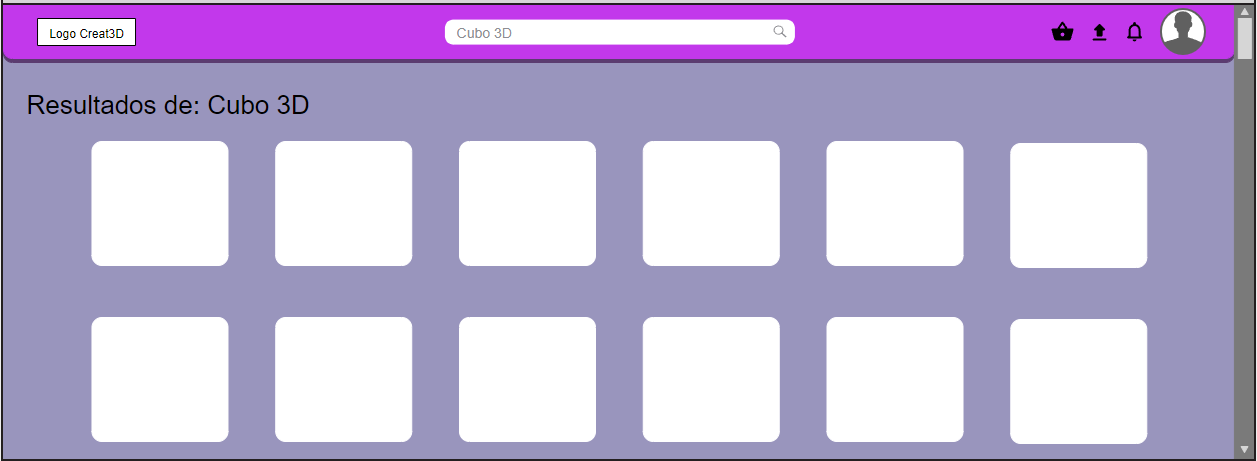 Logo Creat3D
Cubo 3D
Resultados de: Cubo 3D